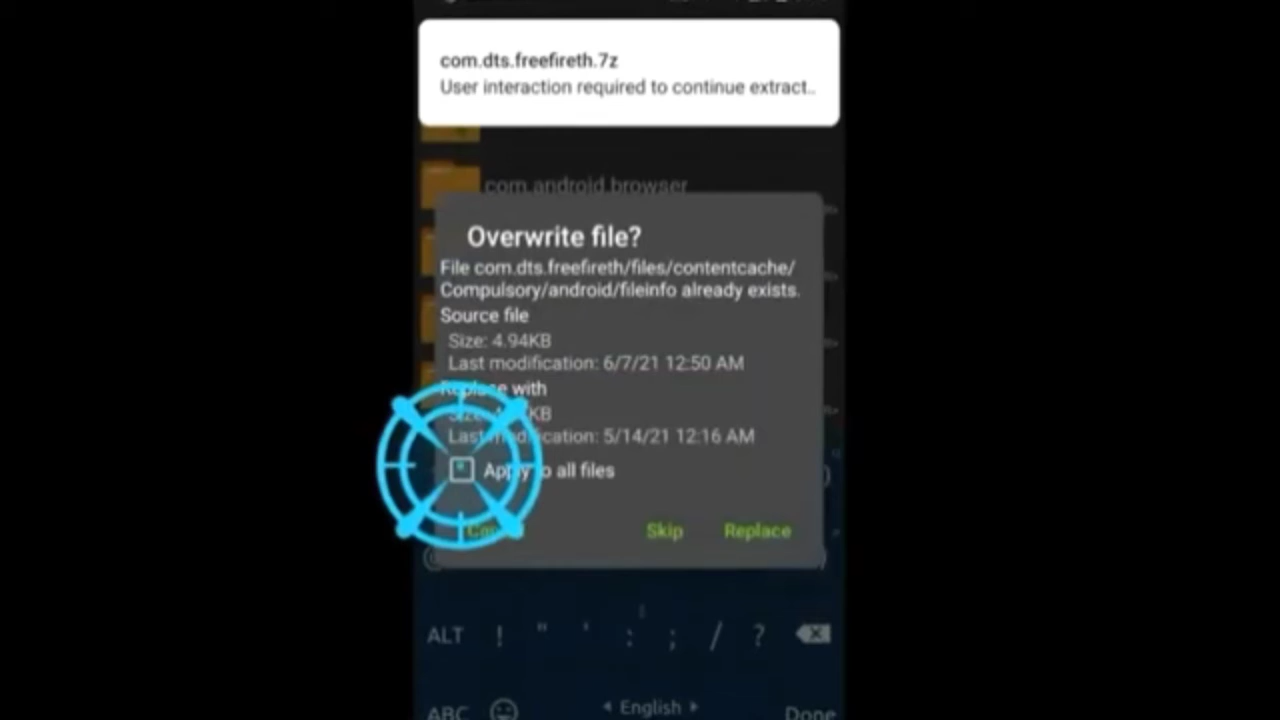 com.dts.freefireth.7z
User interaction required to continue extract..
com.android.browser
Overwrite file?
File com.dts.freefireth/files/contentcache/
Compulsory/android/fileinfo already exists.
Source file
Size: 4.94KB
Last modification: 6/7/21 12:50 AM
Replace with
Size: KB
Last modification: 5/14/21 12:16 AM
Apply to all files
Skip Replace
ALT ! " ' : ; / ?
ABC English Done